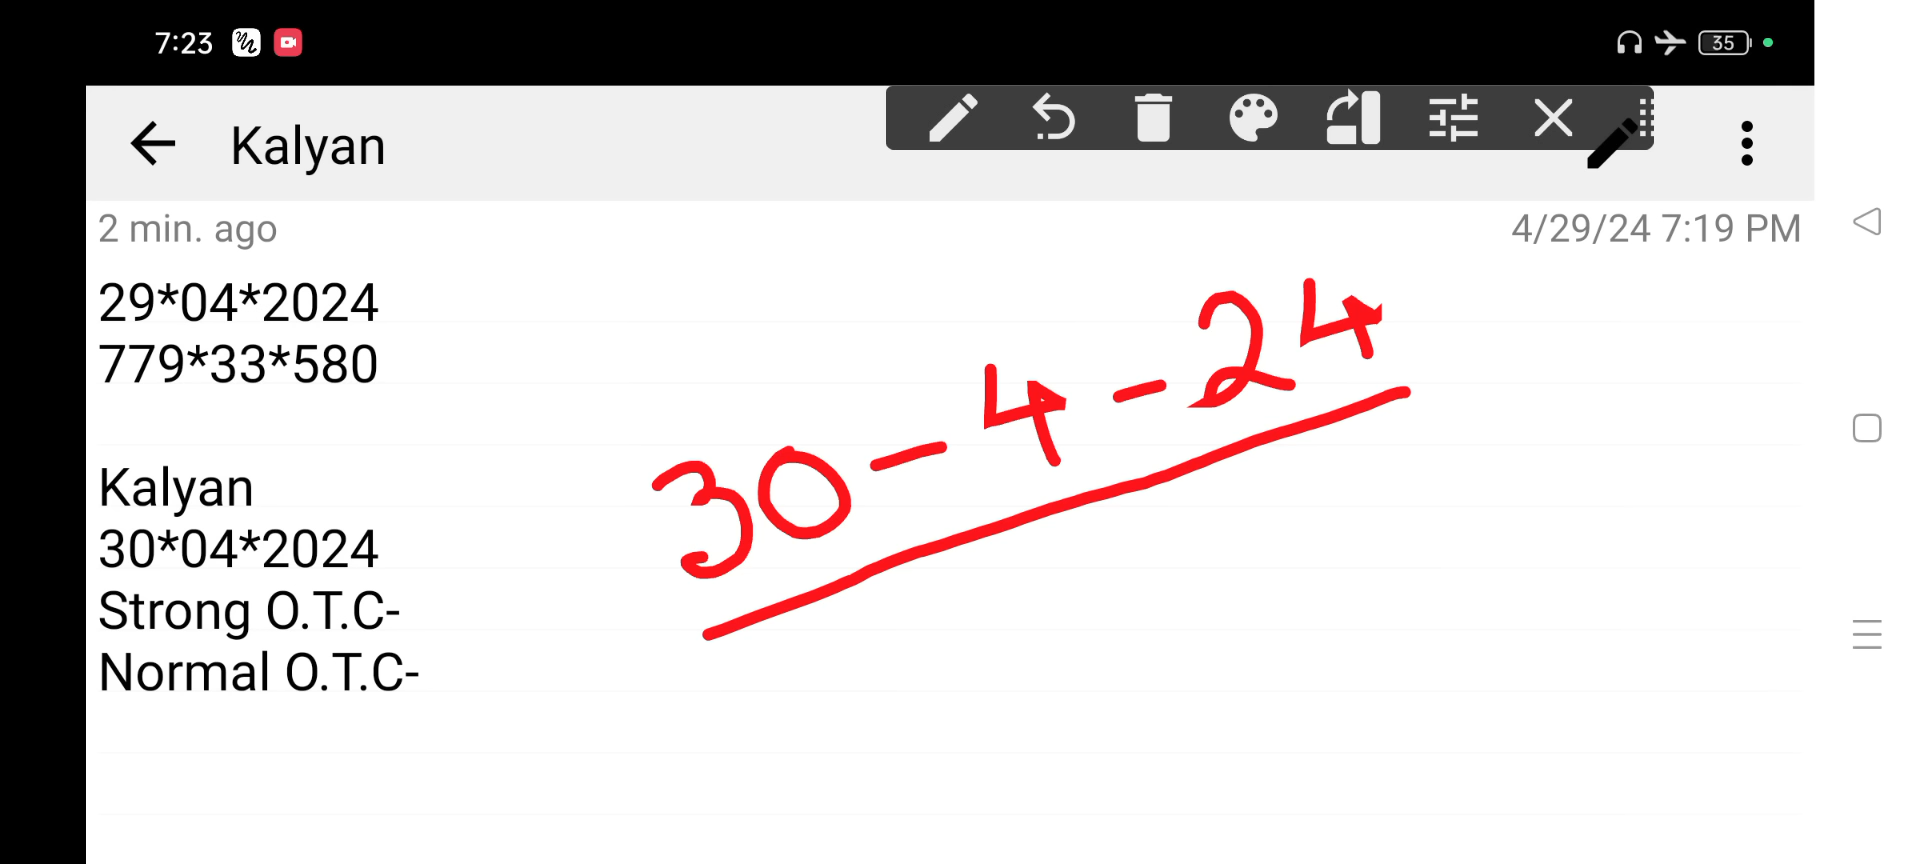 7:23
35
Kalyan
2 min. ago
4/29/24 7:19 PM
29*04*2024
779*33*580
30-4-24
Kalyan
30*04*2024
Strong O.T.C-
Normal O.T.C-